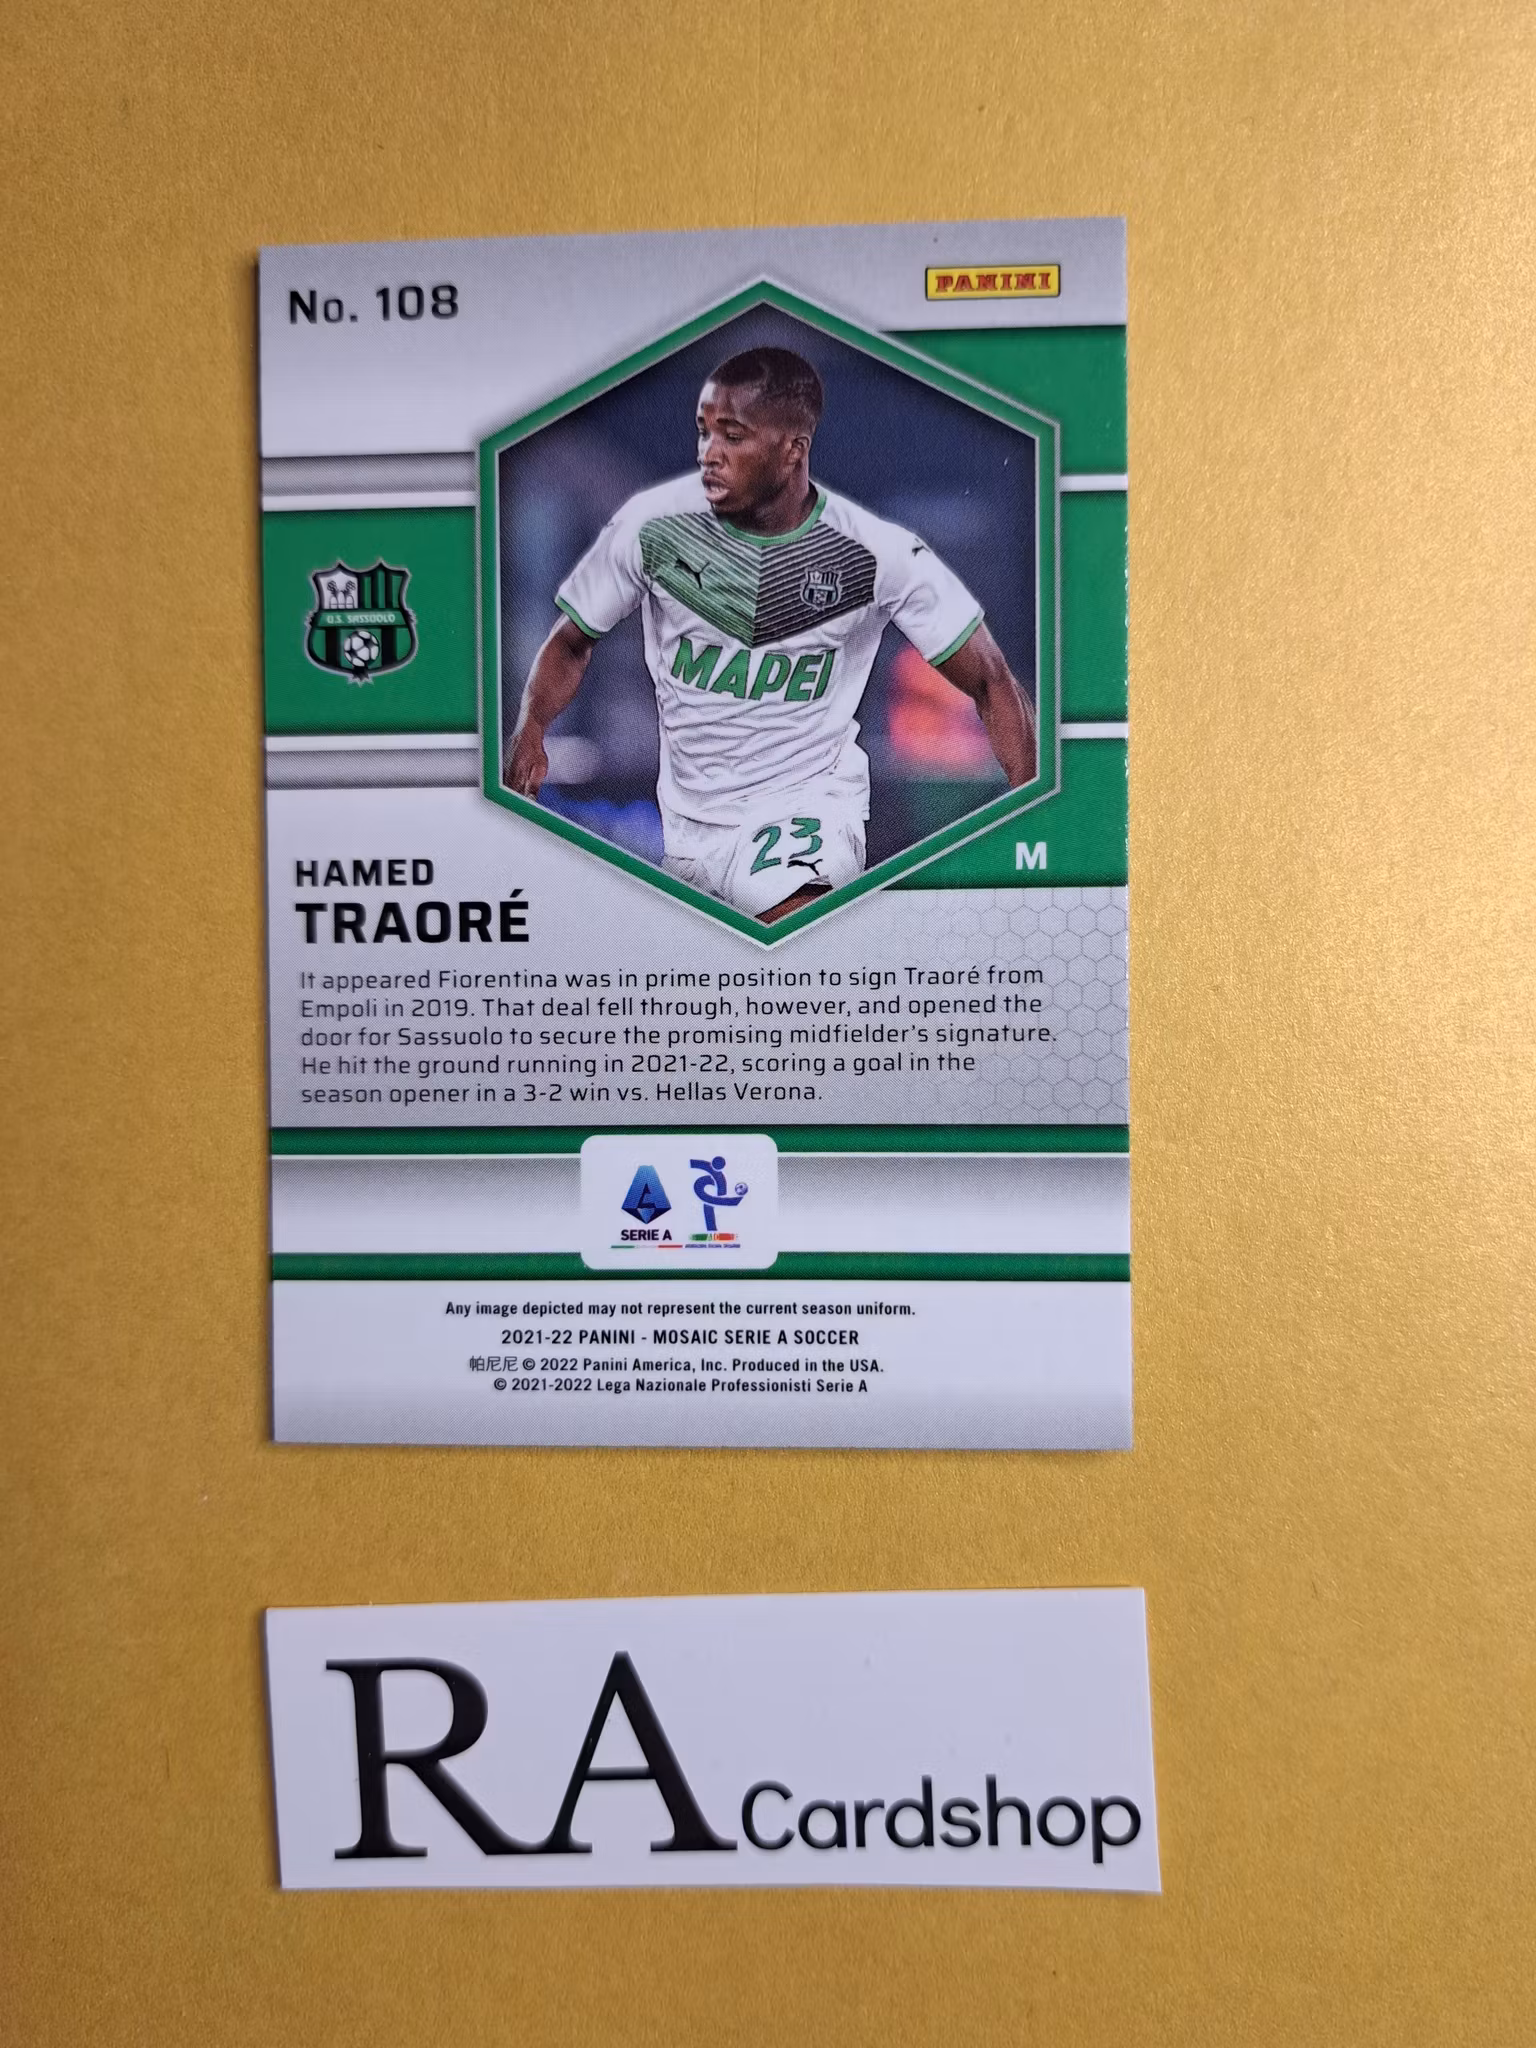 No. 108
PANINI
U.S. SASSUOLO
MAPEI
23
M
HAMED
TRAORÉ
It appeared Fiorentina was in prime position to sign Traoré from
Empoli in 2019. That deal fell through, however, and opened the
door for Sassuolo to secure the promising midfielder's signature.
He hit the ground running in 2021-22, scoring a goal in the
season opener in a 3-2 win vs. Hellas Verona.
SERIE A
Any image depicted may not represent the current season uniform.
2021-22 PANINI - MOSAIC SERIE A SOCCER
帕尼尼 © 2022 Panini America, Inc. Produced in the USA.
© 2021-2022 Lega Nazionale Professionisti Serie A
RA Cardshop